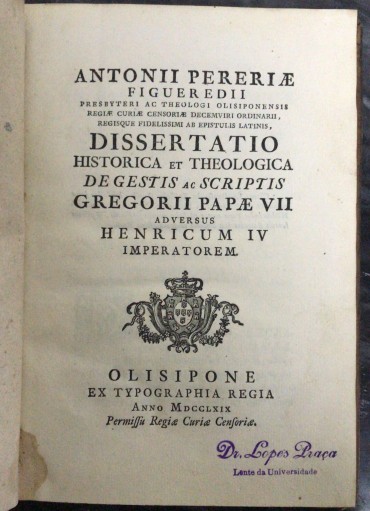 ANTONII PERERIÆ
FIGUEREDII
PRESBYTERI AC THEOLOGI OLISIPONENSIS
REGIÆ CURIÆ CENSORIÆ DECEMVIRI ORDINARII,
REGISQUE FIDELISSIMI AB EPISTULIS LATINIS,
DISSERTATIO
HISTORICA ET THEOLOGICA
DE GESTIS AC SCRIPTIS
GREGORII PAPÆ VII
ADVERSUS
HENRICUM IV
IMPERATOREM.
OLISIPONE
EX TYPOGRAPHIA REGIA
ANNO MDCCLXIX
Permissu Regiæ Curiæ Censoriæ.
Dr. Lopes Praça
Lente da Universidade